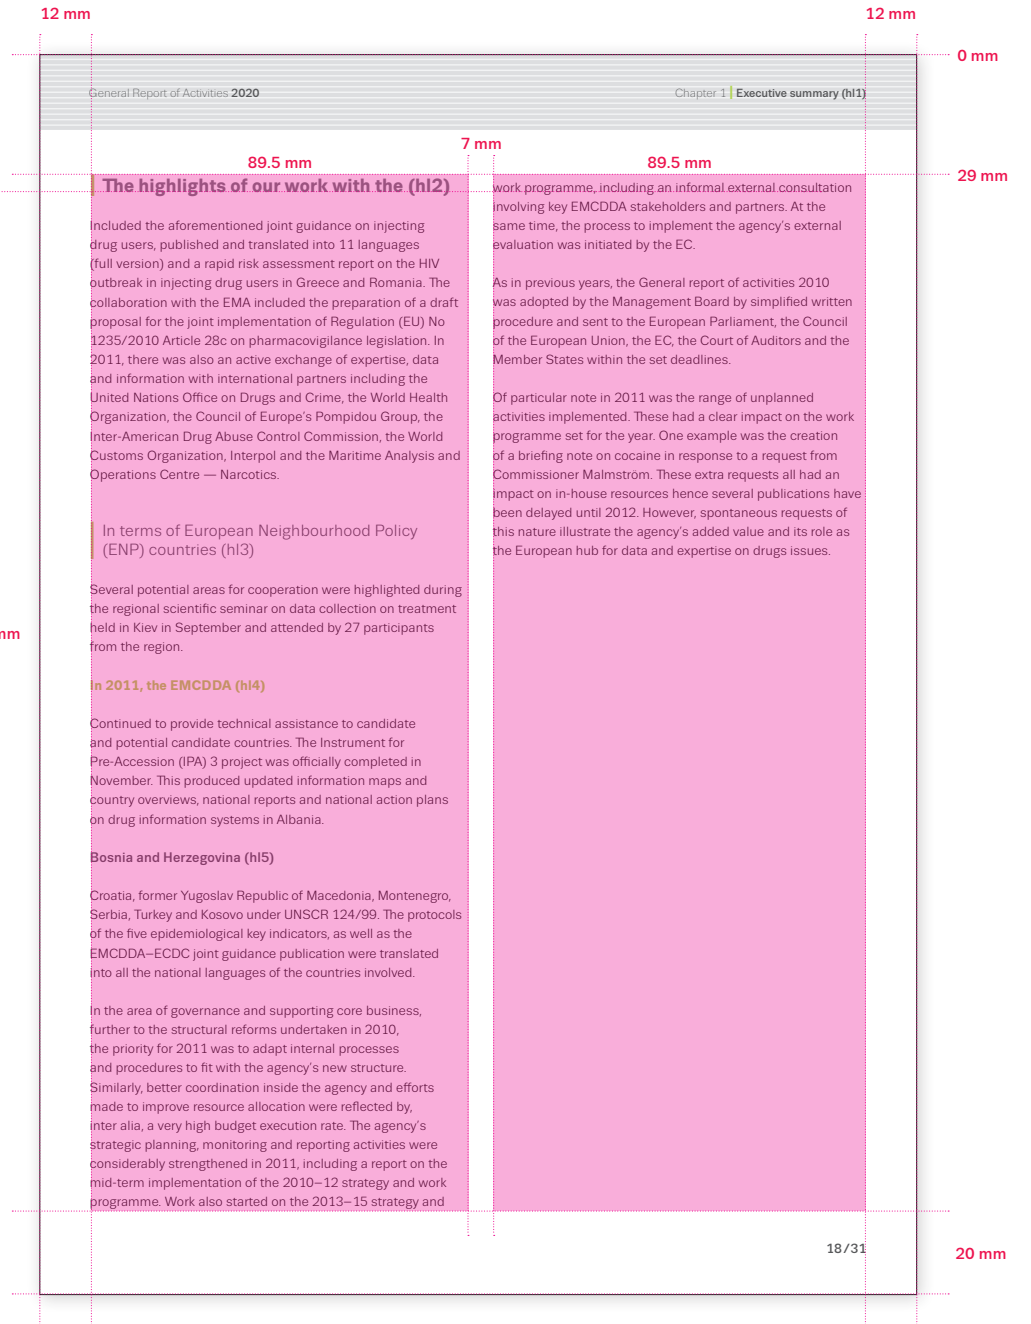 12 mm
12 mm
0 mm
General Report of Activities 2020
Chapter 1 Executive summary (hl1)
7 mm
89.5 mm
89.5 mm
29 mm
The highlights of our work with the (hl2)
Included the aforementioned joint guidance on injecting
drug users, published and translated into 11 languages
(full version) and a rapid risk assessment report on the HIV
outbreak in injecting drug users in Greece and Romania. The
collaboration with the EMA included the preparation of a draft
proposal for the joint implementation of Regulation (EU) No
1235/2010 Article 28c on pharmacovigilance legislation. In
2011, there was also an active exchange of expertise, data
and information with international partners including the
United Nations Office on Drugs and Crime, the World Health
Organization, the Council of Europe's Pompidou Group, the
Inter-American Drug Abuse Control Commission, the World
Customs Organization, Interpol and the Maritime Analysis and
Operations Centre — Narcotics.
In terms of European Neighbourhood Policy
(ENP) countries (hl3)
Several potential areas for cooperation were highlighted during
the regional scientific seminar on data collection on treatment
held in Kiev in September and attended by 27 participants
from the region.
mm
In 2011, the EMCDDA (hl4)
Continued to provide technical assistance to candidate
and potential candidate countries. The Instrument for
Pre-Accession (IPA) 3 project was officially completed in
November. This produced updated information maps and
country overviews, national reports and national action plans
on drug information systems in Albania.
Bosnia and Herzegovina (hl5)
Croatia, former Yugoslav Republic of Macedonia, Montenegro,
Serbia, Turkey and Kosovo under UNSCR 124/99. The protocols
of the five epidemiological key indicators, as well as the
EMCDDA–ECDC joint guidance publication were translated
into all the national languages of the countries involved.
In the area of governance and supporting core business,
further to the structural reforms undertaken in 2010,
the priority for 2011 was to adapt internal processes
and procedures to fit with the agency's new structure.
Similarly, better coordination inside the agency and efforts
made to improve resource allocation were reflected by,
inter alia, a very high budget execution rate. The agency's
strategic planning, monitoring and reporting activities were
considerably strengthened in 2011, including a report on the
mid-term implementation of the 2010–12 strategy and work
programme. Work also started on the 2013–15 strategy and
work programme, including an informal external consultation
involving key EMCDDA stakeholders and partners. At the
same time, the process to implement the agency's external
evaluation was initiated by the EC.
As in previous years, the General report of activities 2010
was adopted by the Management Board by simplified written
procedure and sent to the European Parliament, the Council
of the European Union, the EC, the Court of Auditors and the
Member States within the set deadlines.
Of particular note in 2011 was the range of unplanned
activities implemented. These had a clear impact on the work
programme set for the year. One example was the creation
of a briefing note on cocaine in response to a request from
Commissioner Malmström. These extra requests all had an
impact on in-house resources hence several publications have
been delayed until 2012. However, spontaneous requests of
this nature illustrate the agency's added value and its role as
the European hub for data and expertise on drugs issues.
18/31
20 mm